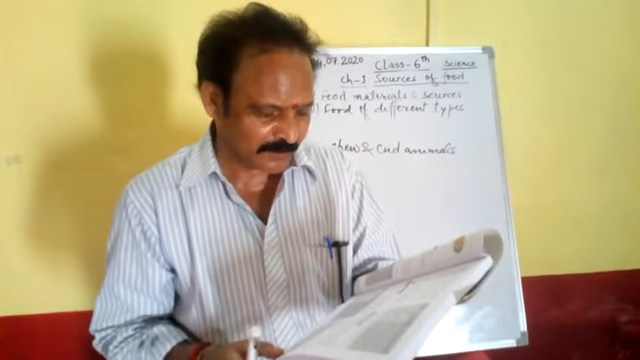 .07.2020 Class-6th Science
Ch-1 Sources of food
Food materials & sources
Food of different types
chew & Cud animals